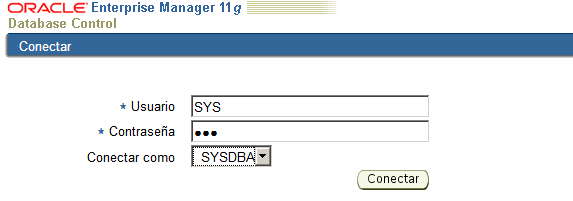 ORACLE Enterprise Manager 11g
Database Control
Conectar
* Usuario SYS
* Contraseña ●●●
Conectar como SYSDBA
Conectar